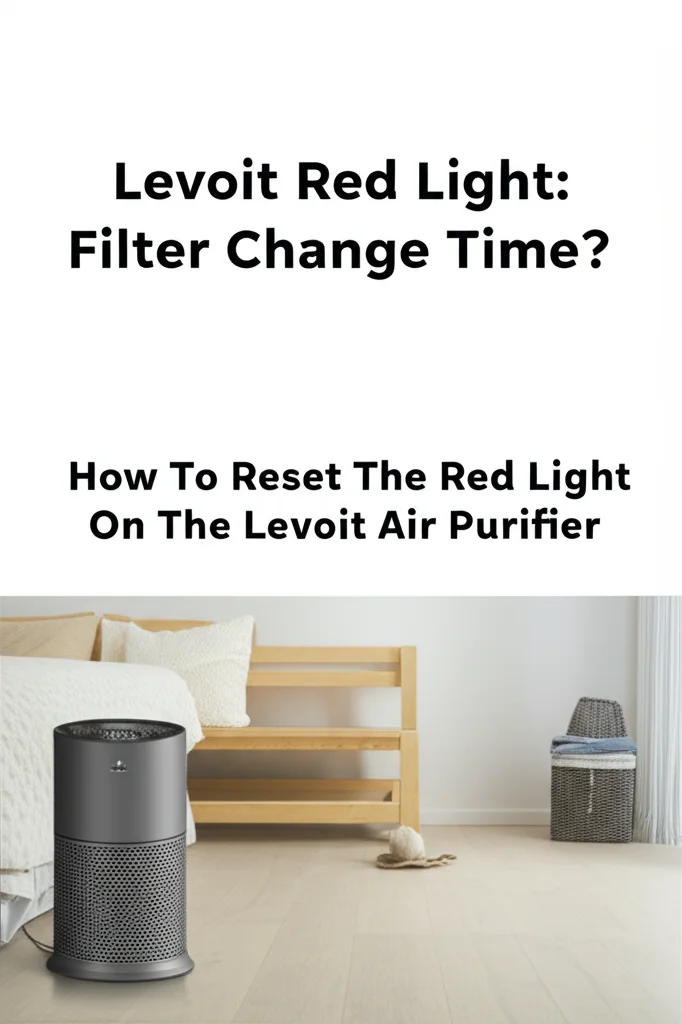 Levoit Red Light:
Filter Change Time?
How To Reset The Red Light
On The Levoit Air Purifier